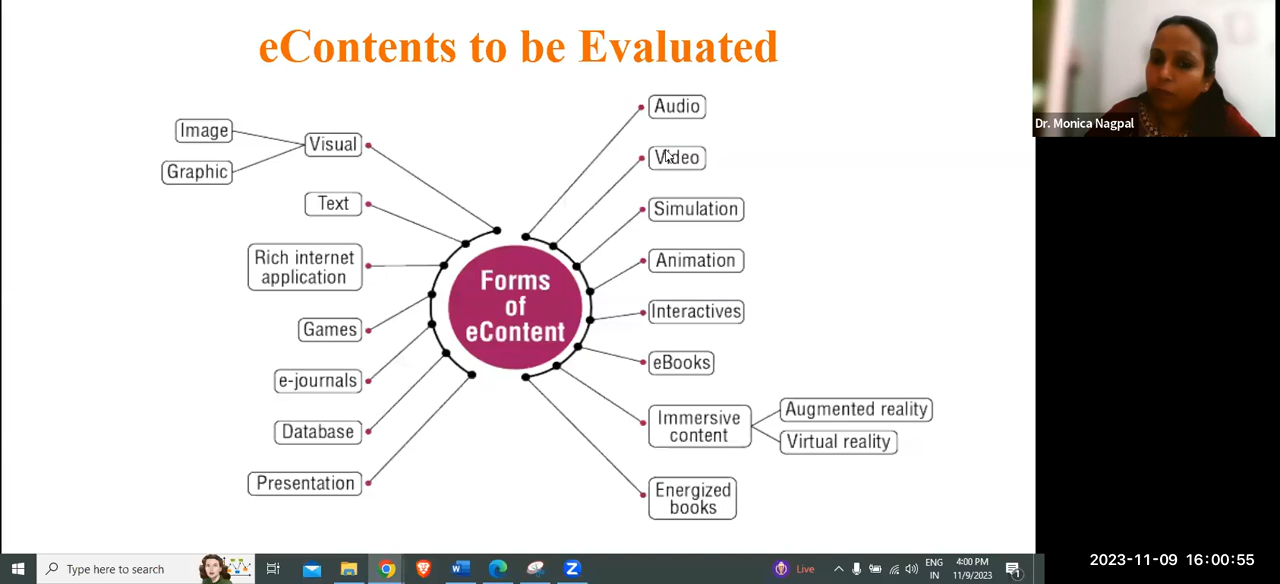 eContents to be Evaluated
Dr. Monica Nagpal
Image
Graphic
Visual
Text
Rich internet
application
Games
e-journals
Database
Presentation
Forms
of
eContent
Audio
Video
Simulation
Animation
Interactives
eBooks
Immersive
content
Augmented reality
Virtual reality
Energized
books
Type here to search
Live
ENG
IN
4:00 PM
11/9/2023
1
2023-11-09 16:00:55